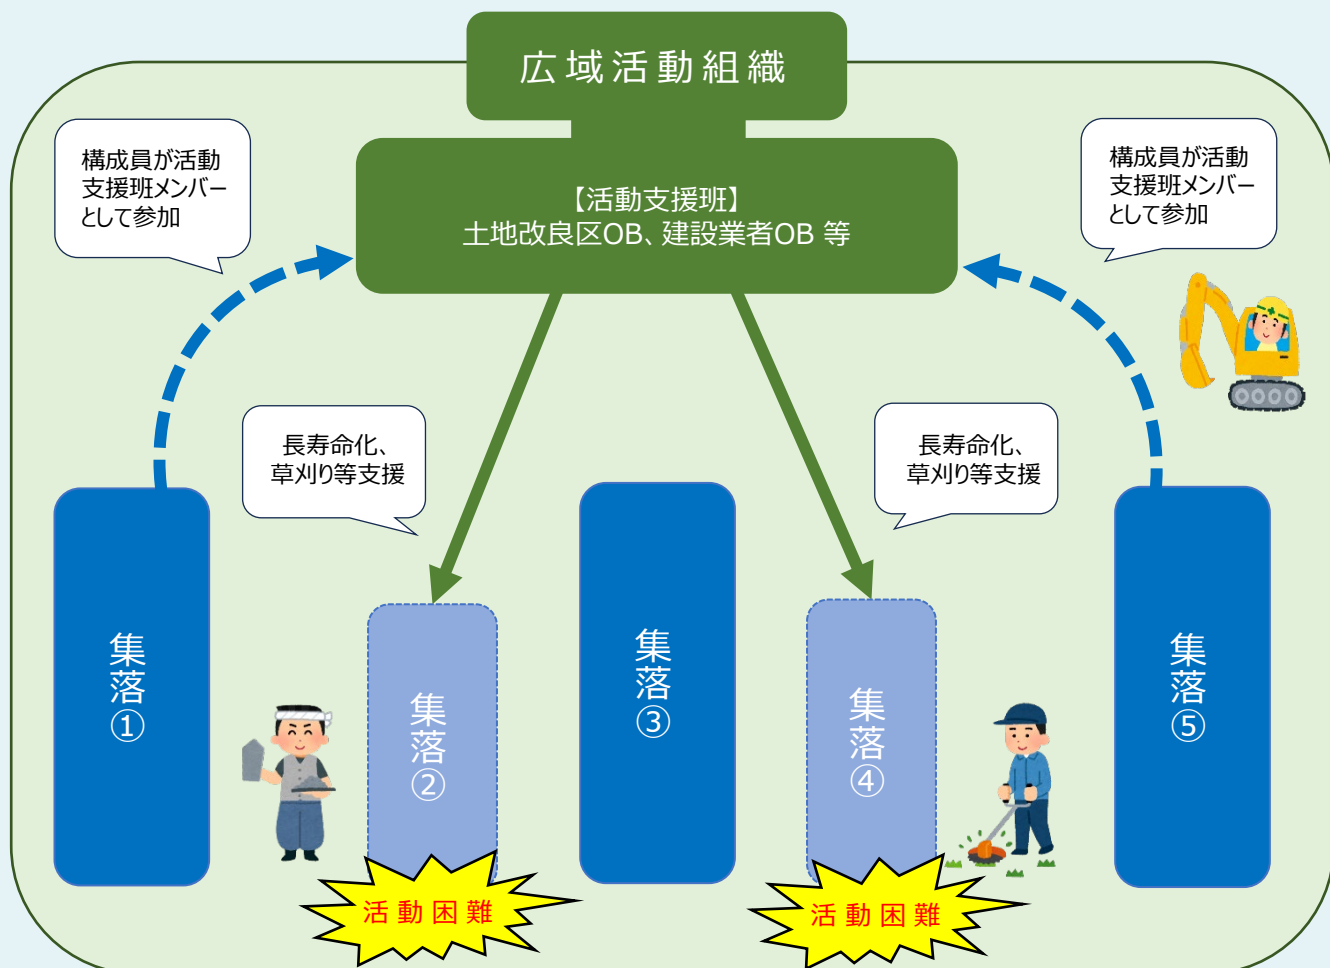 広域活動組織
【活動支援班】
土地改良区OB、建設業者OB 等
構成員が活動
支援班メンバー
として参加
構成員が活動
支援班メンバー
として参加
長寿命化、
草刈り等支援
長寿命化、
草刈り等支援
集落①
集落②
集落③
集落④
集落⑤
活動困難
活動困難